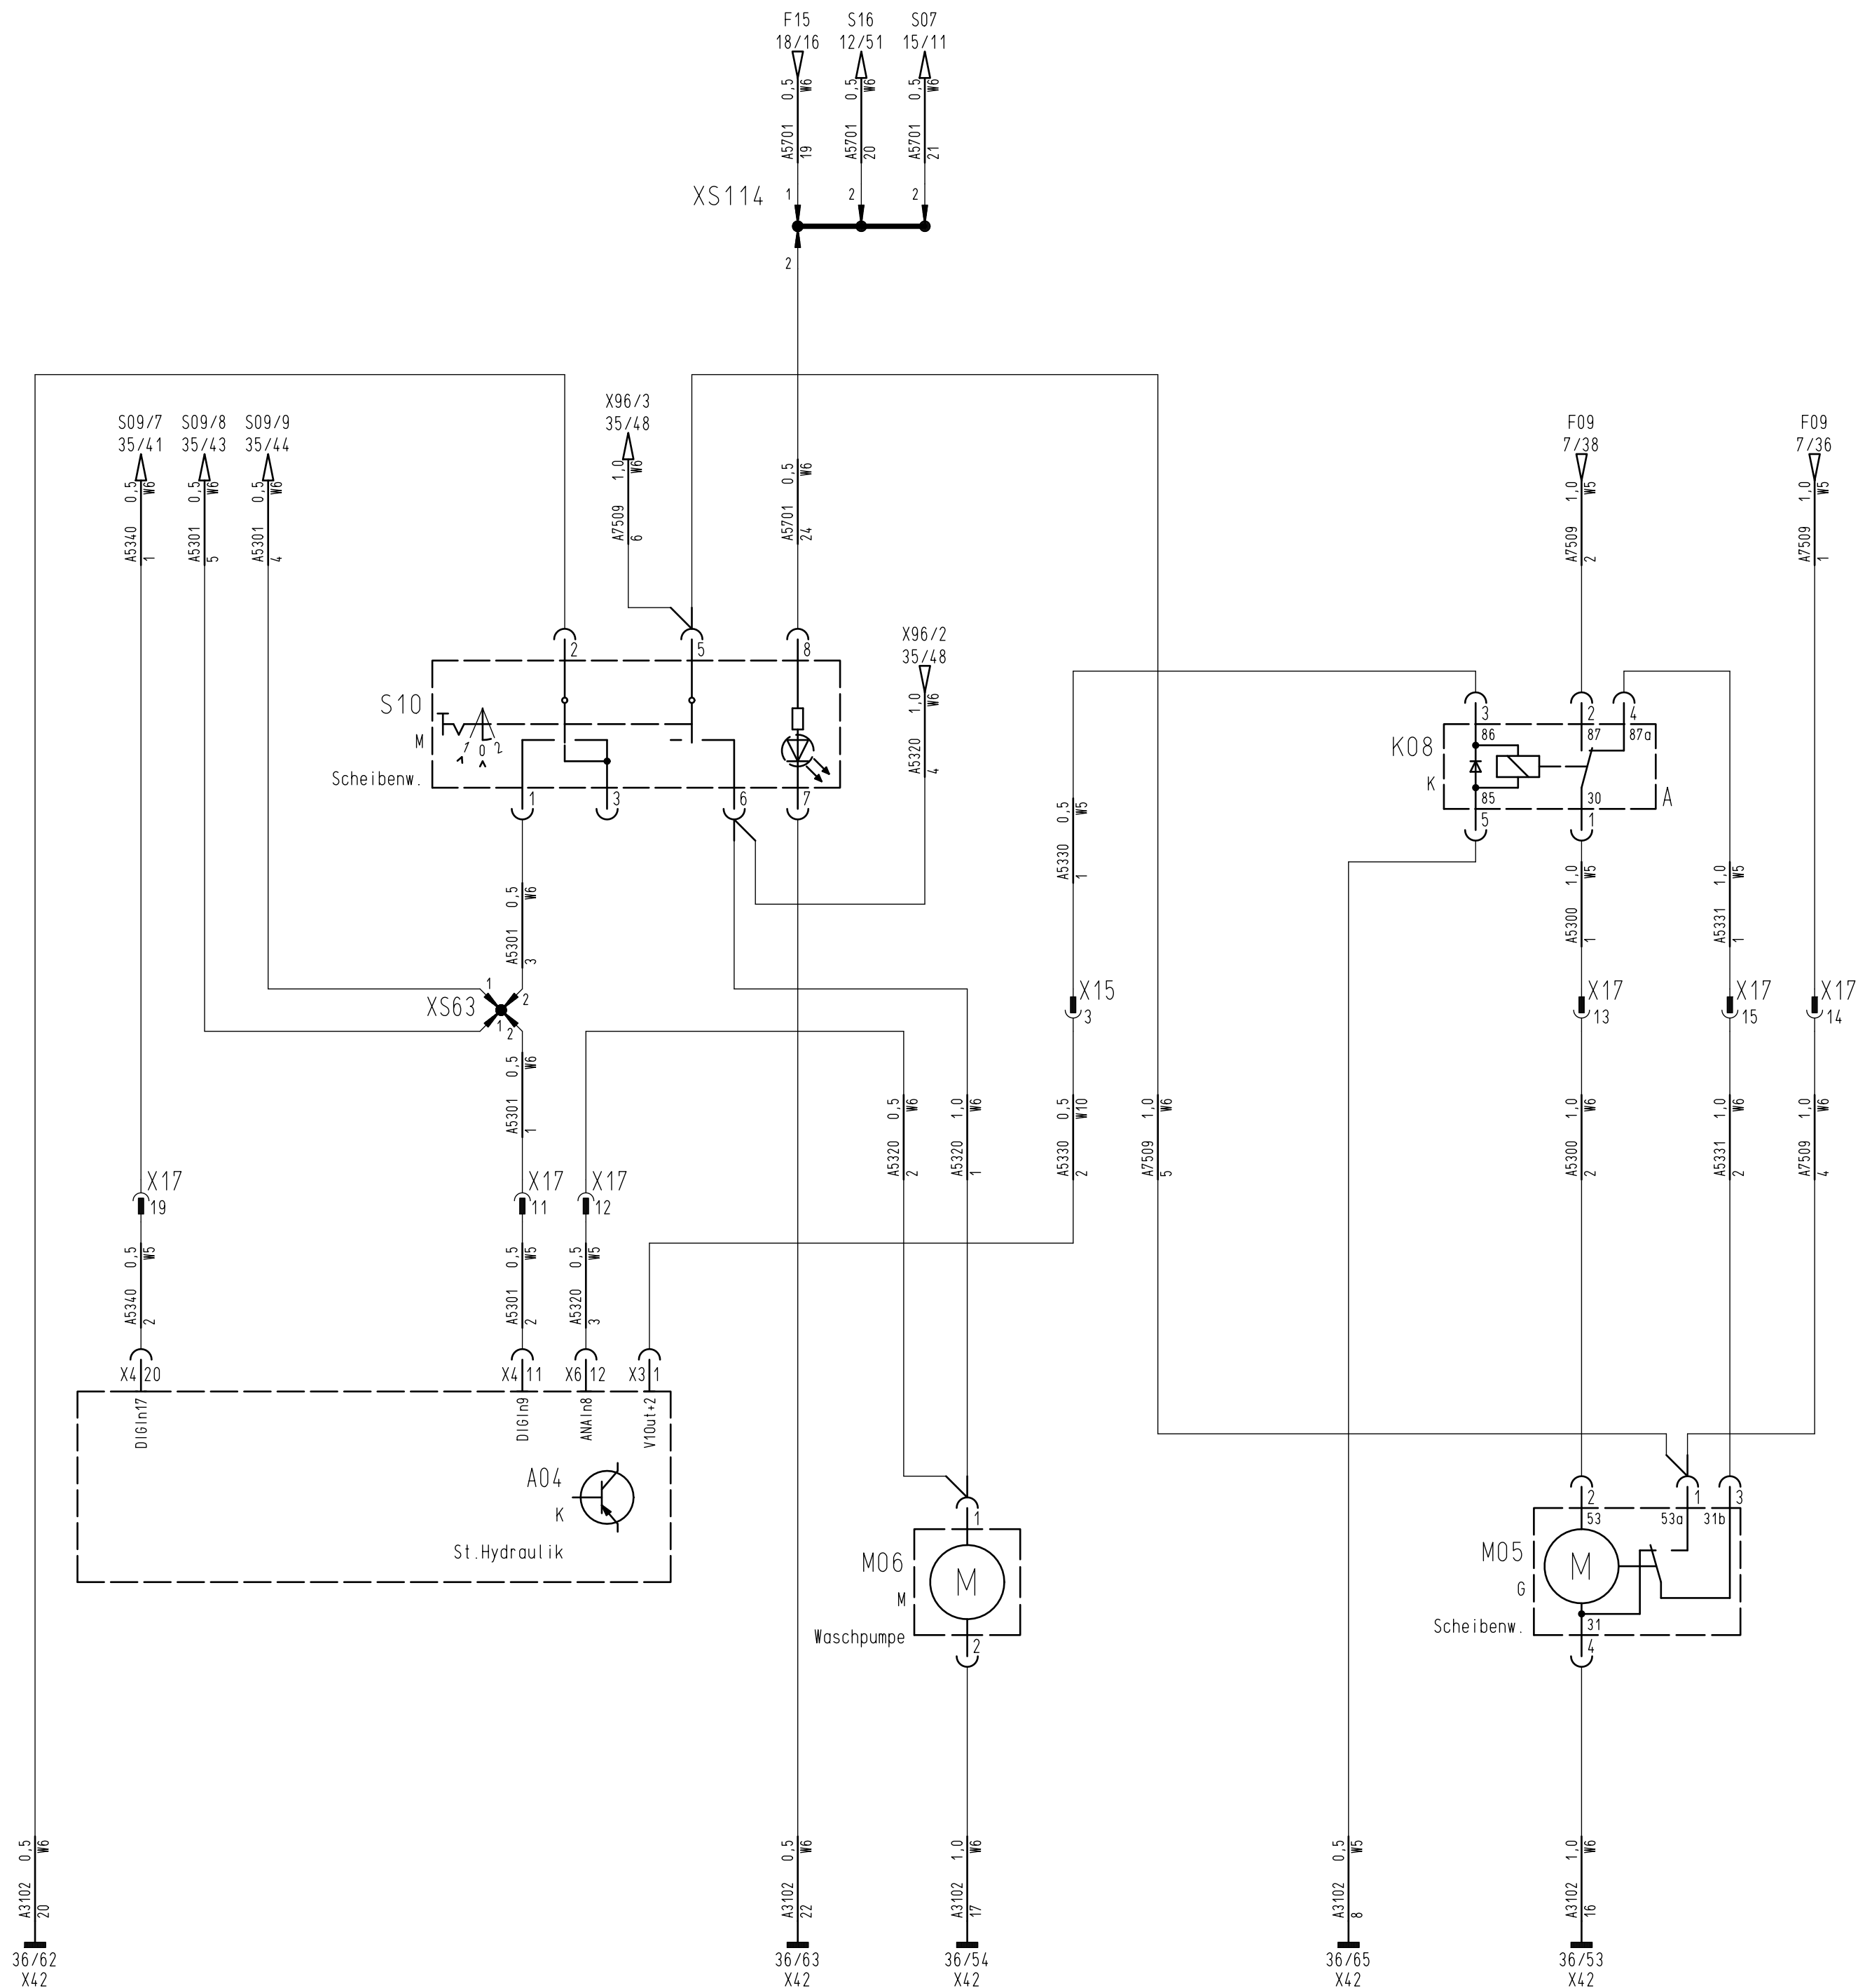 F15
18/16
S16
12/51
S07
15/11
A5701 0,5
19 W6
A5701 0,5
20 W6
A5701 0,5
21 W6
XS114
1
2
2
2
S09/7
35/41
S09/8
35/43
S09/9
35/44
X96/3
35/48
F09
7/38
F09
7/36
A5340 0,5
1 W6
A5301 0,5
5 W6
A5301 0,5
4 W6
A7509 1,0
6 W6
A5701 0,5
24 W6
A7509 1,0
2 W5
A7509 1,0
1 W5
X96/2
35/48
A5320 1,0
4 W6
S10
M
Scheibenw.
2
5
8
1 0 2
1
3
6
7
K08
K
A
3
2
4
86
87
87a
85
30
5
1
A5301 0,5
3 W6
A5330 0,5
1 W5
A5300 1,0
1 W5
A5331 1,0
1 W5
XS63
1
2
1
2
X15
3
X17
13
X17
15
X17
14
A5301 0,5
1 W6
A5320 0,5
2 W6
A5320 1,0
1 W6
A5330 0,5
2 W10
A7509 1,0
5 W6
A5300 1,0
2 W6
A5331 1,0
2 W6
A7509 1,0
4 W6
X17
19
X17
11
X17
12
A5340 0,5
2 W5
A5301 0,5
2 W5
A5320 0,5
3 W5
X4 20
X4 11
X6 12
X3 1
DIGIn17
DIGIn9
ANAIn8
V1Out+2
A04
K
St.Hydraulik
M06
M
Waschpumpe
1
M
2
M05
G
Scheibenw.
2
1
3
53
53a
31b
M
31
4
A3102 0,5
20 W6
A3102 0,5
22 W6
A3102 1,0
17 W6
A3102 0,5
8 W5
A3102 1,0
16 W6
36/62
X42
36/63
X42
36/54
X42
36/65
X42
36/53
X42